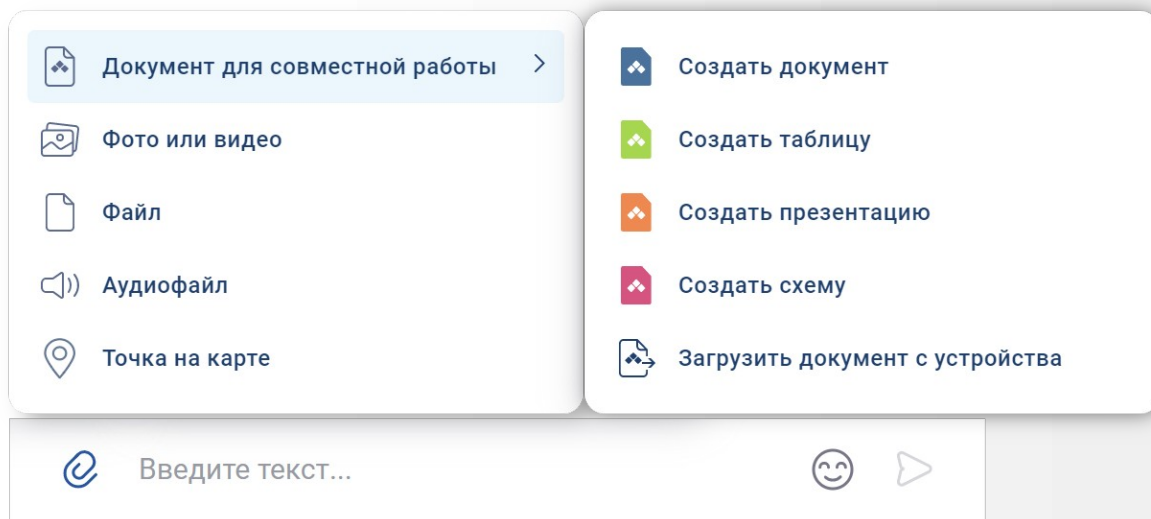 Документ для совместной работы
Фото или видео
Файл
Аудиофайл
Точка на карте
Создать документ
Создать таблицу
Создать презентацию
Создать схему
Загрузить документ с устройства
Введите текст...